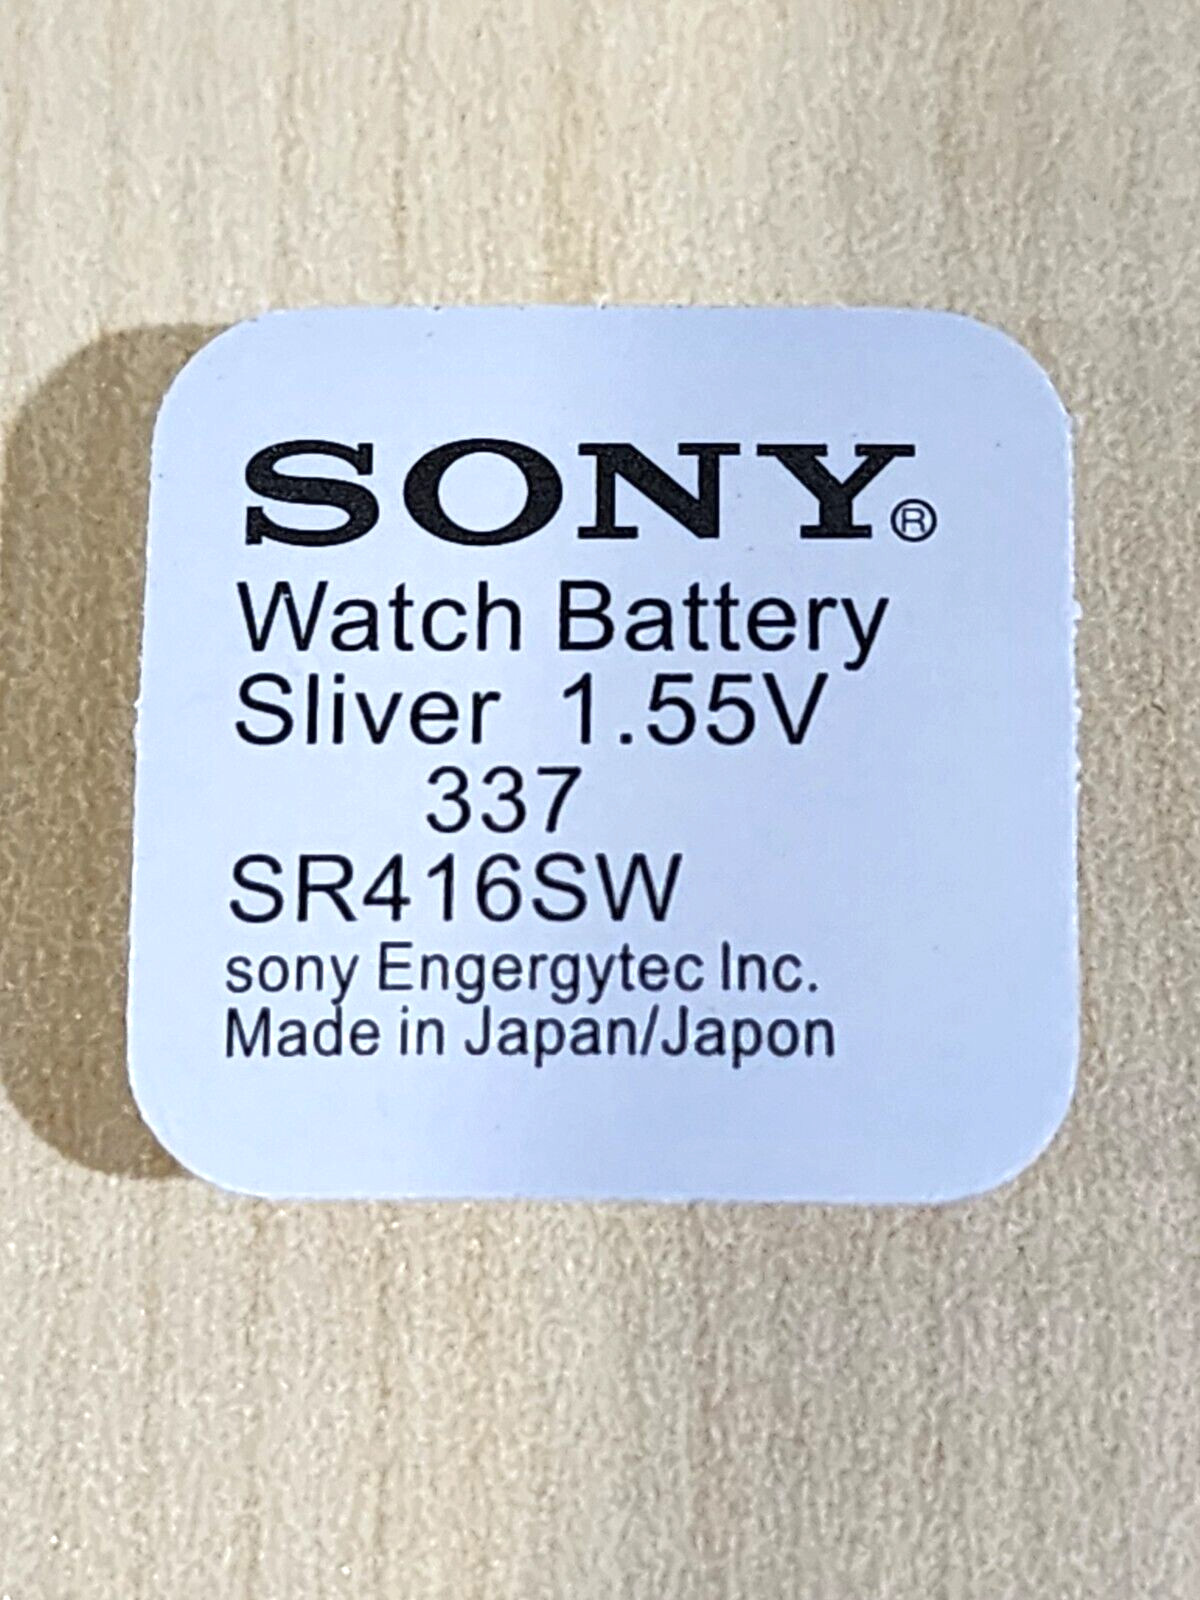 SONY®
Watch Battery
Sliver 1.55V
337
SR416SW
sony Engergytec Inc.
Made in Japan/Japon